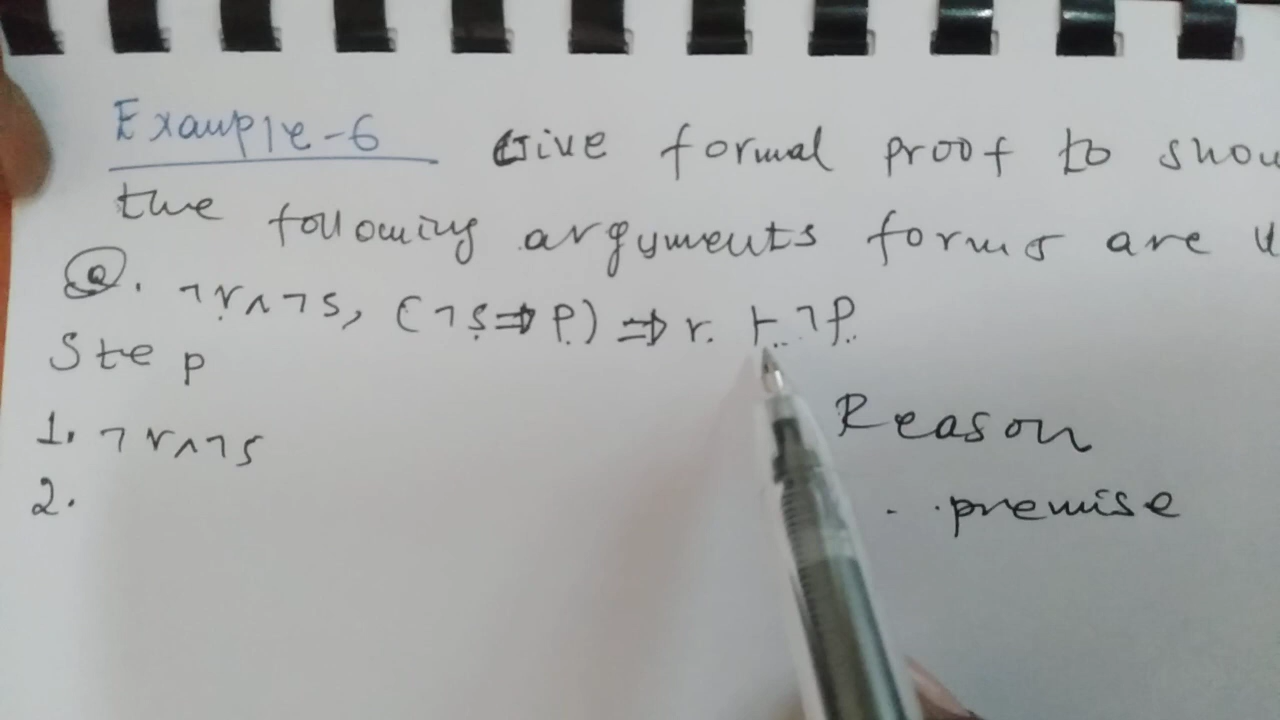 Example-6 Give formal proof to show
the following arguments forms are
a. ¬r∧¬s, (¬s⇒p)⇒r. ⊢¬p
Step
Reason
1. ¬r∧¬s
.. premise
2.